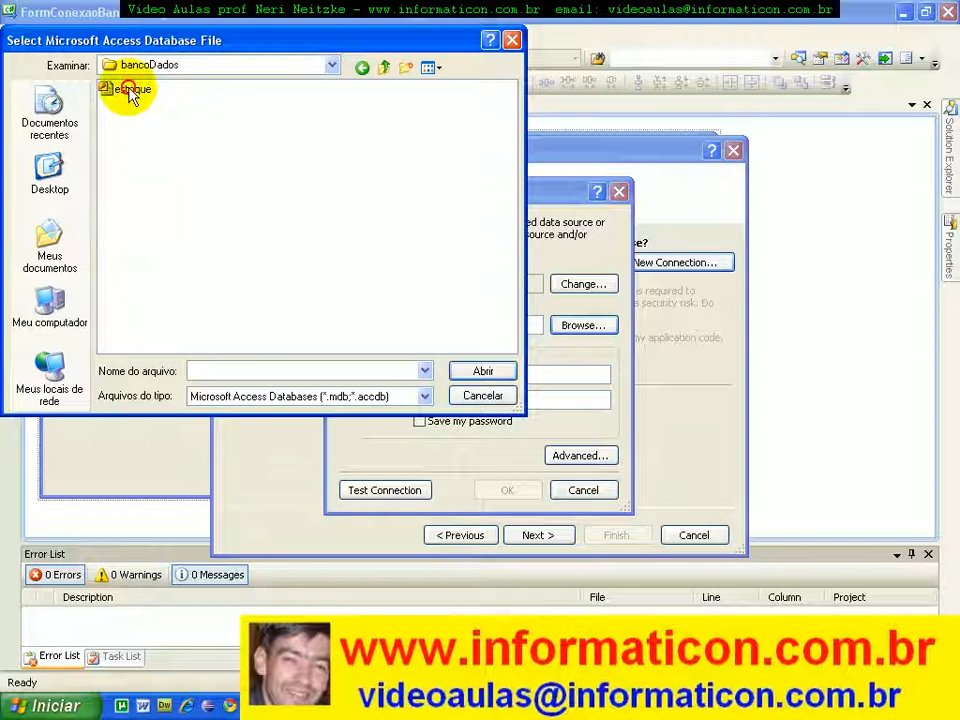 FormConexaoBan
Video Aulas prof Neri Neitzke – www.informaticon.com.br email: videoaulas@informaticon.com.br
Select Microsoft Access Database File
Examinar:
bancoDados
Documentos recentes
Desktop
Meus documentos
Meu computador
Meus locais de rede
Nome do arquivo:
Abrir
Arquivos do tipo:
Microsoft Access Databases (*.mdb;*.accdb)
Cancelar
ed data source or
source and/or
Change...
Browse...
Save my password
Advanced...
Test Connection
OK
Cancel
se?
New Connection...
is required to
a security risk. Do
my application code,
< Previous
Next >
Finish
Cancel
Solution Explorer
Properties
Error List
0 Errors
0 Warnings
0 Messages
Description
File
Line
Column
Project
Error List
Task List
Ready
Iniciar
www.informaticon.com.br
videoaulas@informaticon.com.br